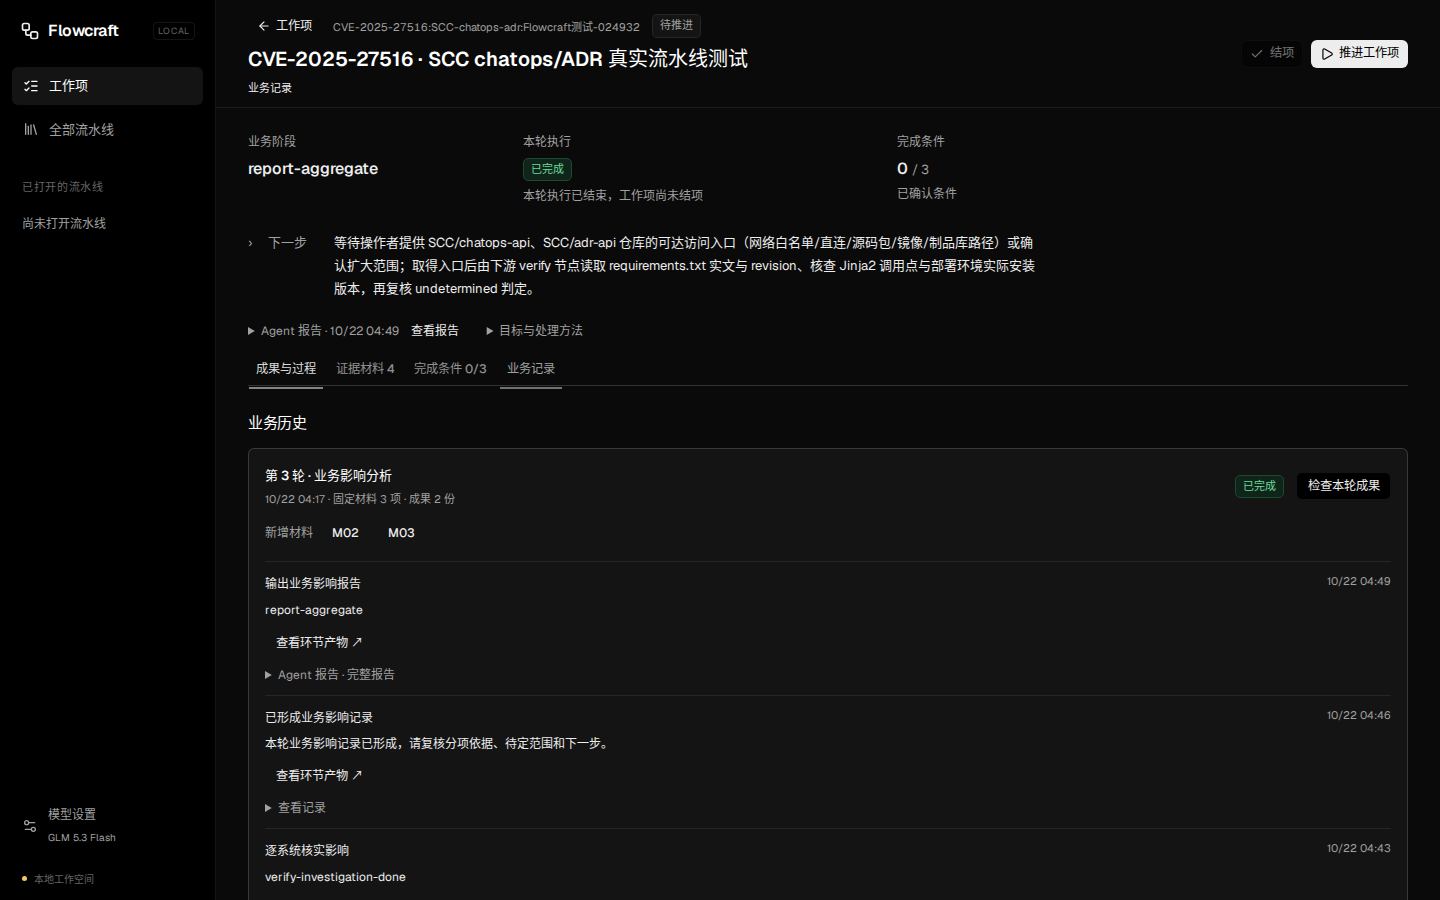 Flowcraft
LOCAL
工作项
全部流水线
已打开的流水线
尚未打开流水线
模型设置
GLM 5.3 Flash
本地工作空间
工作项
CVE-2025-27516:SCC-chatops-adr:Flowcraft测试-024932
待推进
CVE-2025-27516 · SCC chatops/ADR 真实流水线测试
业务记录
结项
推进工作项
业务阶段
report-aggregate
本轮执行
已完成
本轮执行已结束，工作项尚未结项
完成条件
0 / 3
已确认条件
下一步
等待操作者提供 SCC/chatops-api、SCC/adr-api 仓库的可达访问入口（网络白名单/直连/源码包/镜像/制品库路径）或确
认扩大范围；取得入口后由下游 verify 节点读取 requirements.txt 实文与 revision、核查 Jinja2 调用点与部署环境实际安装
版本，再复核 undetermined 判定。
Agent 报告 · 10/22 04:49 查看报告
目标与处理方法
成果与过程
证据材料 4
完成条件 0/3
业务记录
业务历史
第 3 轮 · 业务影响分析
10/22 04:17 · 固定材料 3 项 · 成果 2 份
已完成
检查本轮成果
新增材料 M02 M03
输出业务影响报告
10/22 04:49
report-aggregate
查看环节产物 ↗
Agent 报告 · 完整报告
已形成业务影响记录
10/22 04:46
本轮业务影响记录已形成，请复核分项依据、待定范围和下一步。
查看环节产物 ↗
查看记录
逐系统核实影响
10/22 04:43
verify-investigation-done